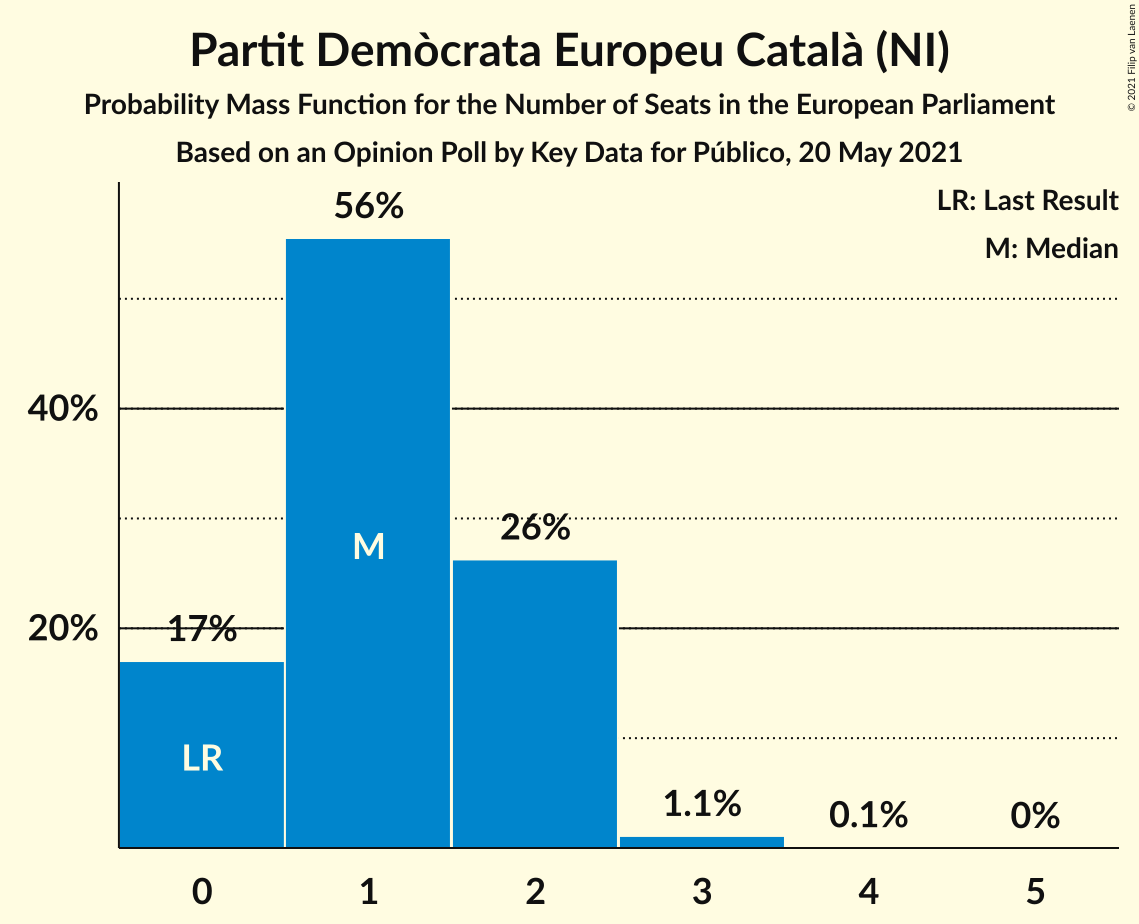 Partit Demòcrata Europeu Català (NI)
Probability Mass Function for the Number of Seats in the European Parliament
Based on an Opinion Poll by Key Data for Público, 20 May 2021
© 2021 Filip van Laenen
LR: Last Result
M: Median
56%
40%
M
26%
20%
17%
LR
1.1%
0.1%
0%
0 1 2 3 4 5